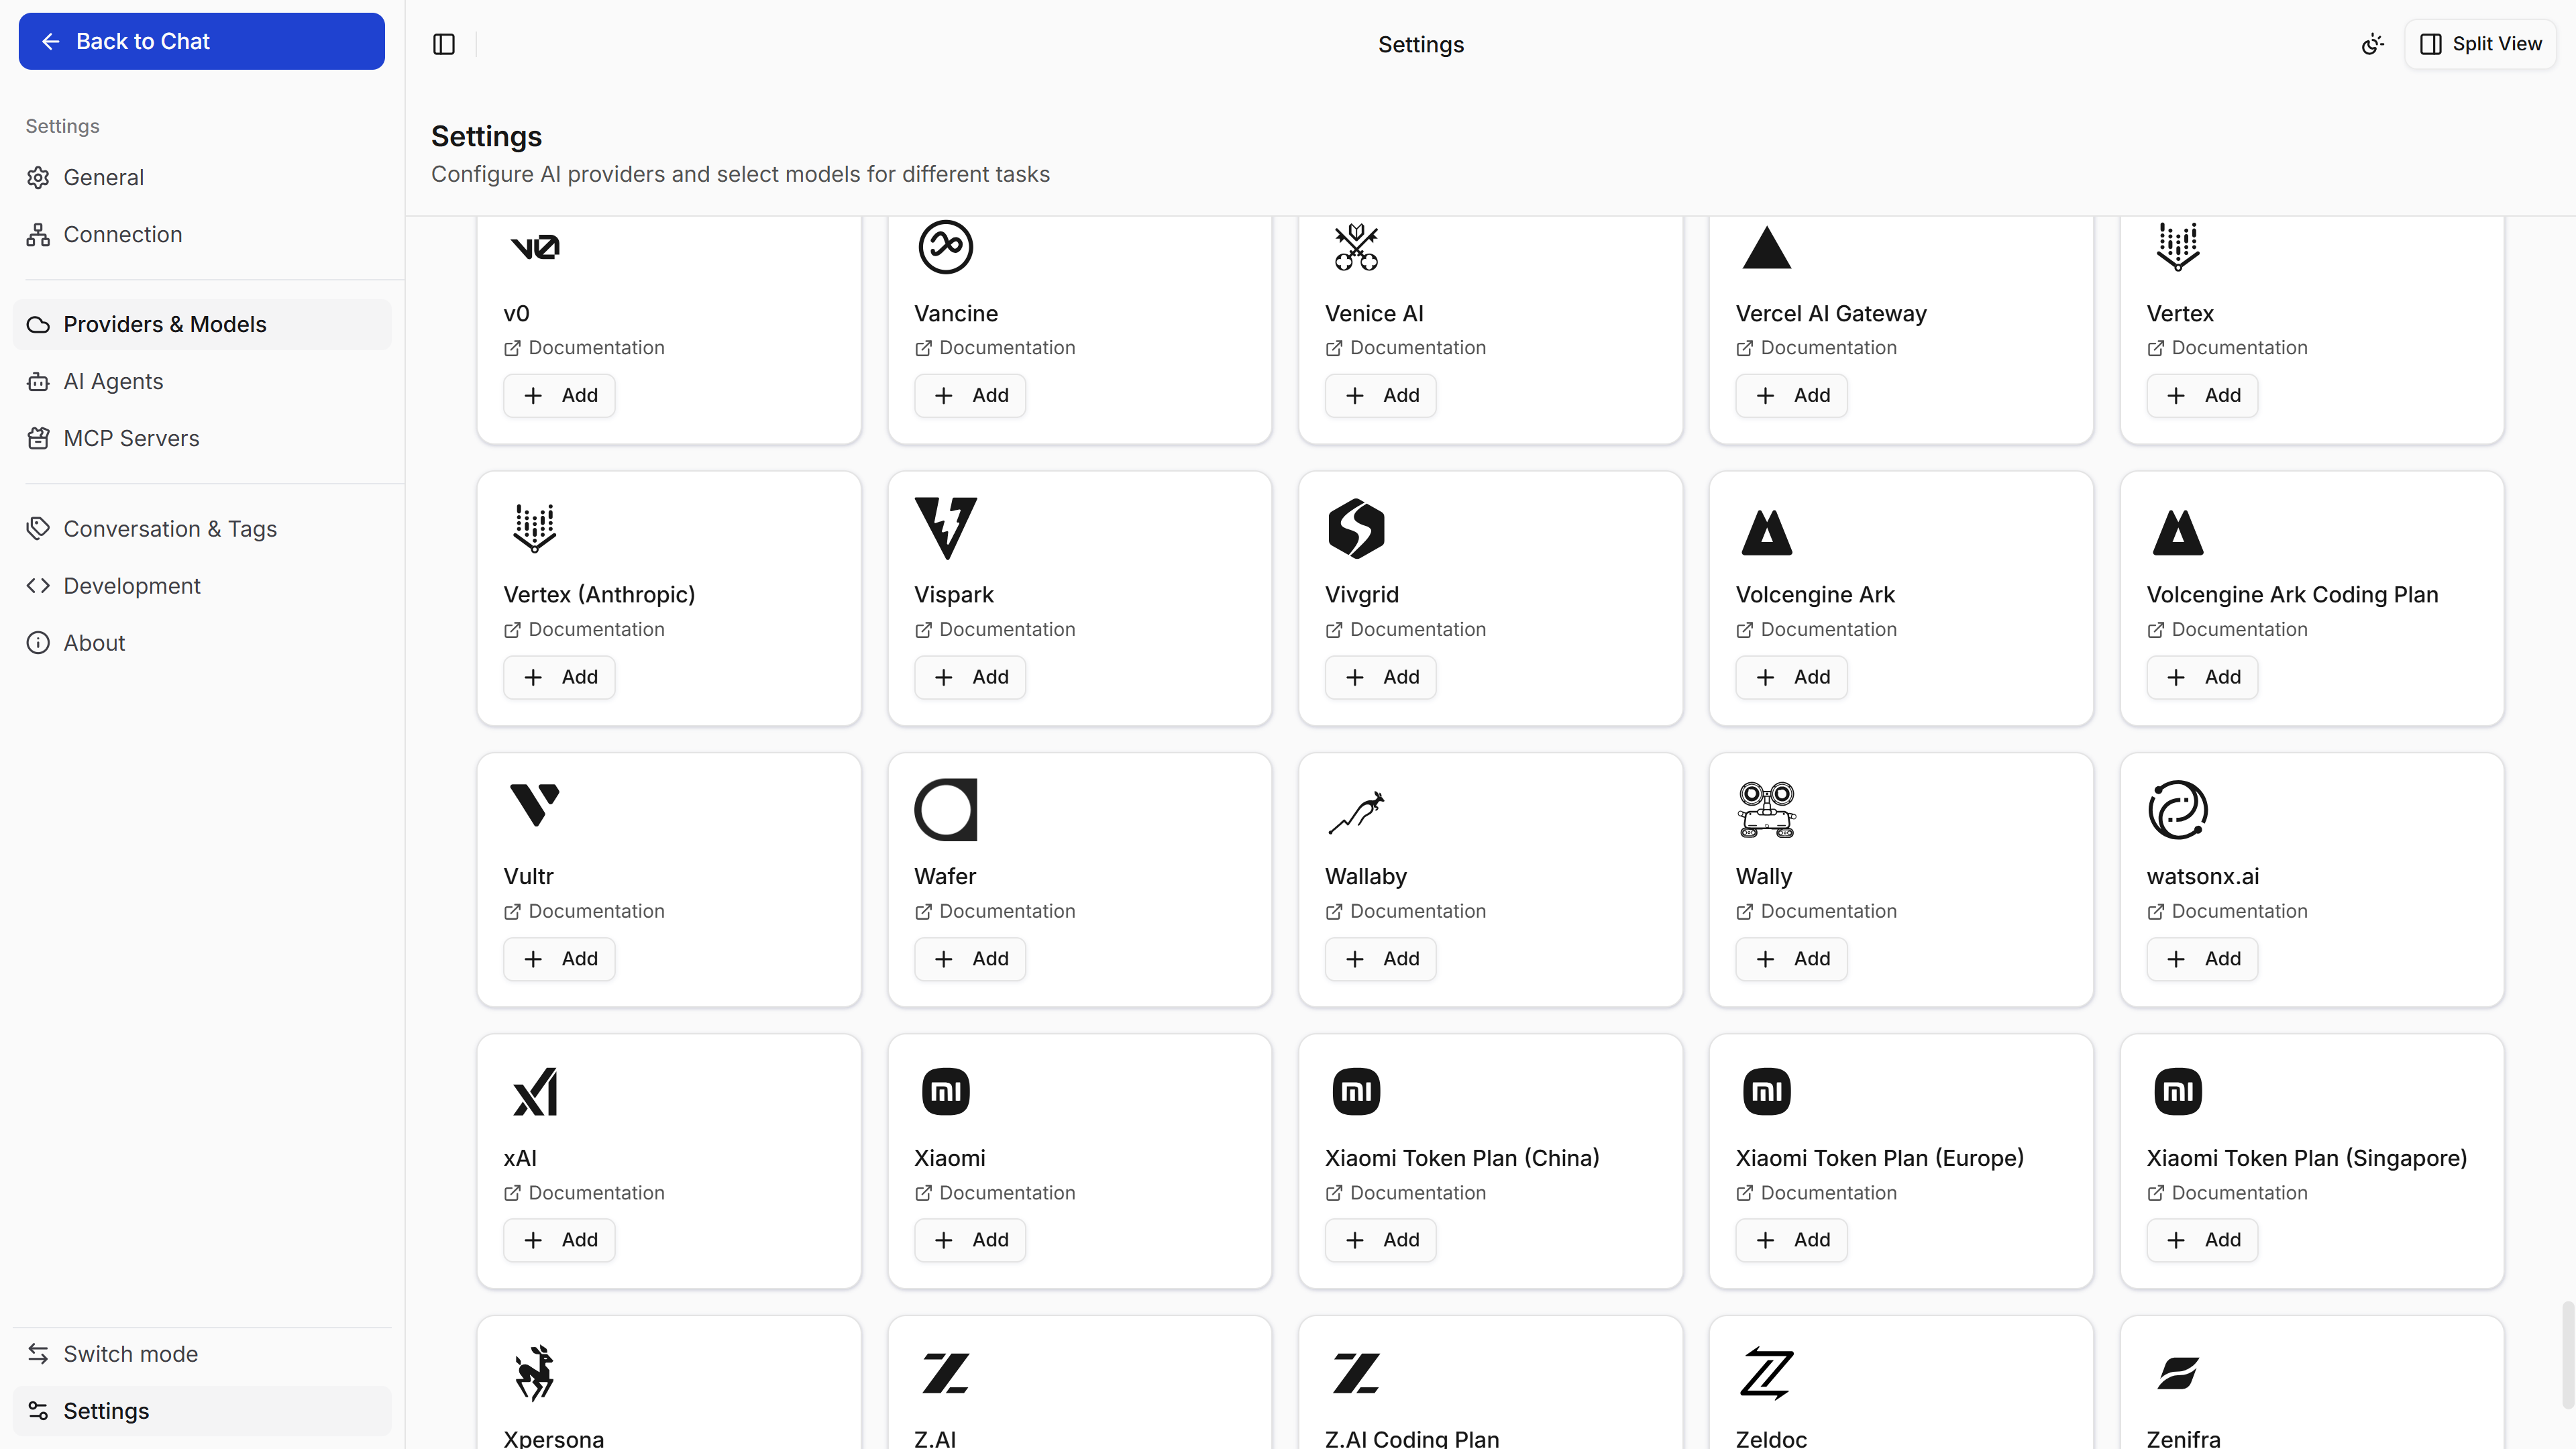 Back to Chat
Settings
Split View
Settings
General
Connection
Providers & Models
AI Agents
MCP Servers
Conversation & Tags
Development
About
Switch mode
Settings
Settings
Configure AI providers and select models for different tasks
v0
Vancine
Venice AI
Vercel AI Gateway
Vertex
Documentation
Documentation
Documentation
Documentation
Documentation
Add
Add
Add
Add
Add
Vertex (Anthropic)
Vispark
Vivgrid
Volcengine Ark
Volcengine Ark Coding Plan
Documentation
Documentation
Documentation
Documentation
Documentation
Add
Add
Add
Add
Add
Vultr
Wafer
Wallaby
Wally
watsonx.ai
Documentation
Documentation
Documentation
Documentation
Documentation
Add
Add
Add
Add
Add
xAI
Xiaomi
Xiaomi Token Plan (China)
Xiaomi Token Plan (Europe)
Xiaomi Token Plan (Singapore)
Documentation
Documentation
Documentation
Documentation
Documentation
Add
Add
Add
Add
Add
Xpersona
Z.AI
Z.AI Coding Plan
Zeldoc
Zenifra